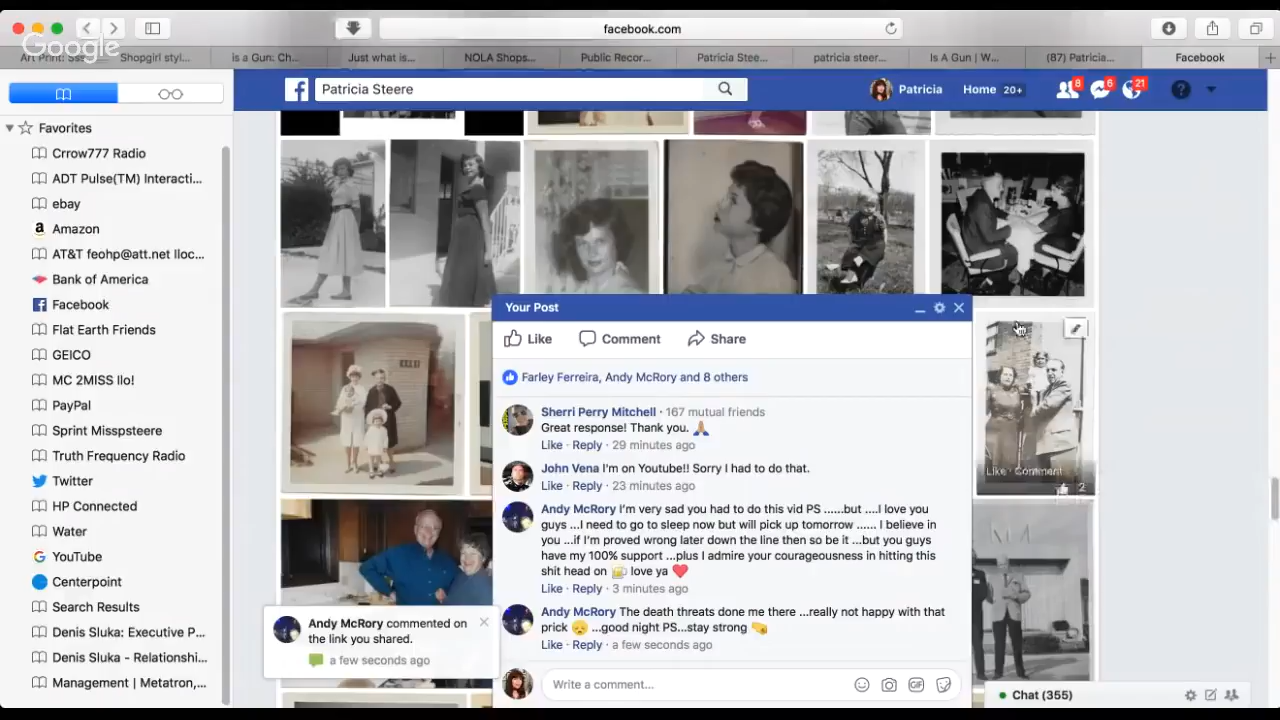 facebook.com
Google
Art Print: Sse... Shopgirl styl... is a Gun: Ch... Just what is... NOLA Shops... Public Recor... Patricia Stee... patricia steer... Is A Gun | W... (87) Patricia... Facebook
Patricia Steere
Patricia Home 20+ 8 6 21
Favorites
Crrow777 Radio
ADT Pulse(TM) Interacti...
ebay
Amazon
AT&T feohp@att.net lloc...
Bank of America
Facebook
Flat Earth Friends
GEICO
MC 2MISS llo!
PayPal
Sprint Misspsteere
Truth Frequency Radio
Twitter
HP Connected
Water
YouTube
Centerpoint
Search Results
Denis Sluka: Executive P...
Denis Sluka - Relationshi...
Management | Metatron,...
Your Post
Like Comment Share
Farley Ferreira, Andy McRory and 8 others
Sherri Perry Mitchell · 167 mutual friends
Great response! Thank you. 🙏
Like · Reply · 29 minutes ago
John Vena I'm on Youtube!! Sorry I had to do that.
Like · Reply · 23 minutes ago
Andy McRory I'm very sad you had to do this vid PS ......but ....I love you
guys ...I need to go to sleep now but will pick up tomorrow ...... I believe in
you ...if I'm proved wrong later down the line then so be it ...but you guys
have my 100% support ...plus I admire your courageousness in hitting this
shit head on 🍺 love ya ❤️
Like · Reply · 3 minutes ago
Andy McRory The death threats done me there ...really not happy with that
prick 😞 ...good night PS...stay strong 🤜
Like · Reply · a few seconds ago
Write a comment...
GIF
Like · Comment
2
Andy McRory commented on
the link you shared.
a few seconds ago
Chat (355)